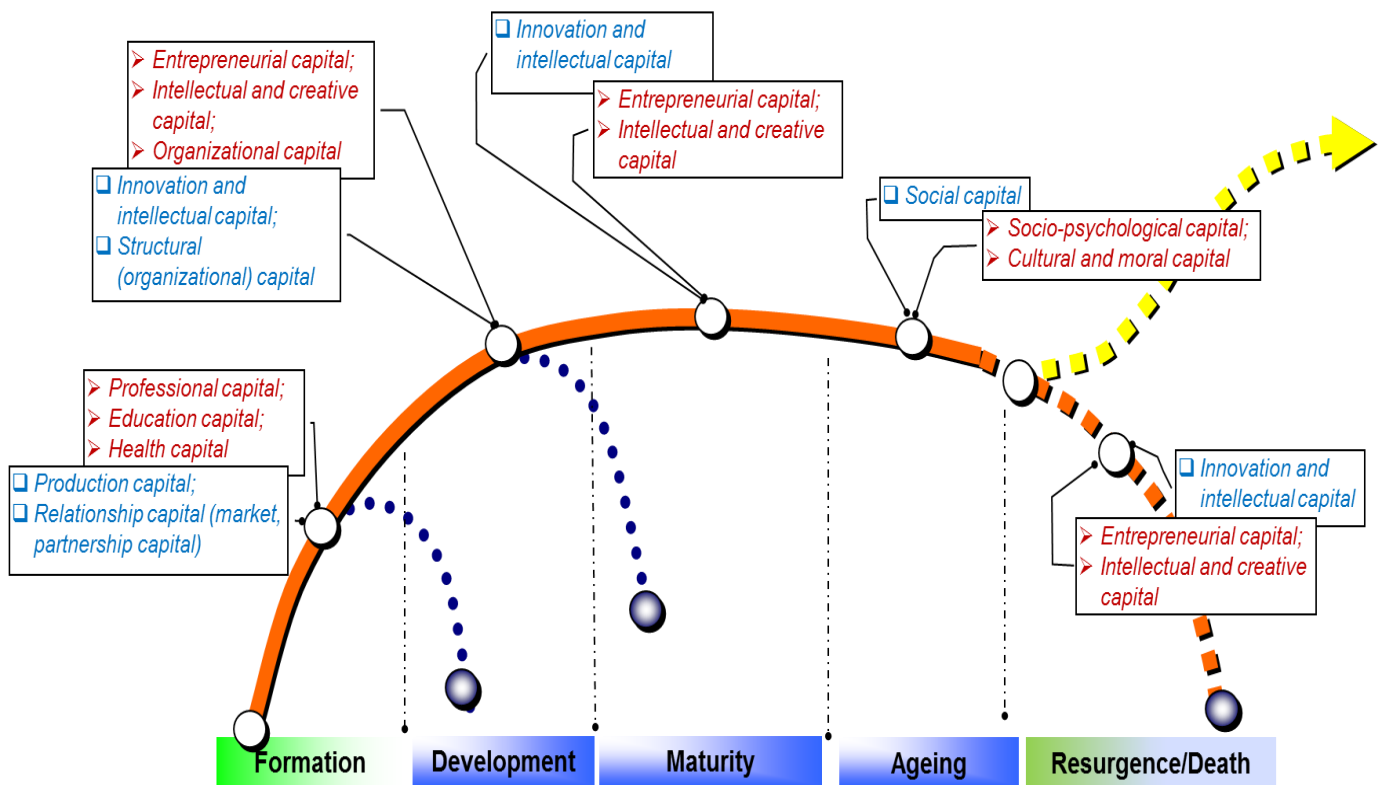 Entrepreneurial capital;
Intellectual and creative
capital;
Organizational capital
Innovation and
intellectual capital;
Structural
(organizational) capital
Innovation and
intellectual capital
Entrepreneurial capital;
Intellectual and creative
capital
Social capital
Socio-psychological capital;
Cultural and moral capital
Professional capital;
Education capital;
Health capital
Production capital;
Relationship capital (market,
partnership capital)
Innovation and
intellectual capital
Entrepreneurial capital;
Intellectual and creative
capital
Formation
Development
Maturity
Ageing
Resurgence/Death